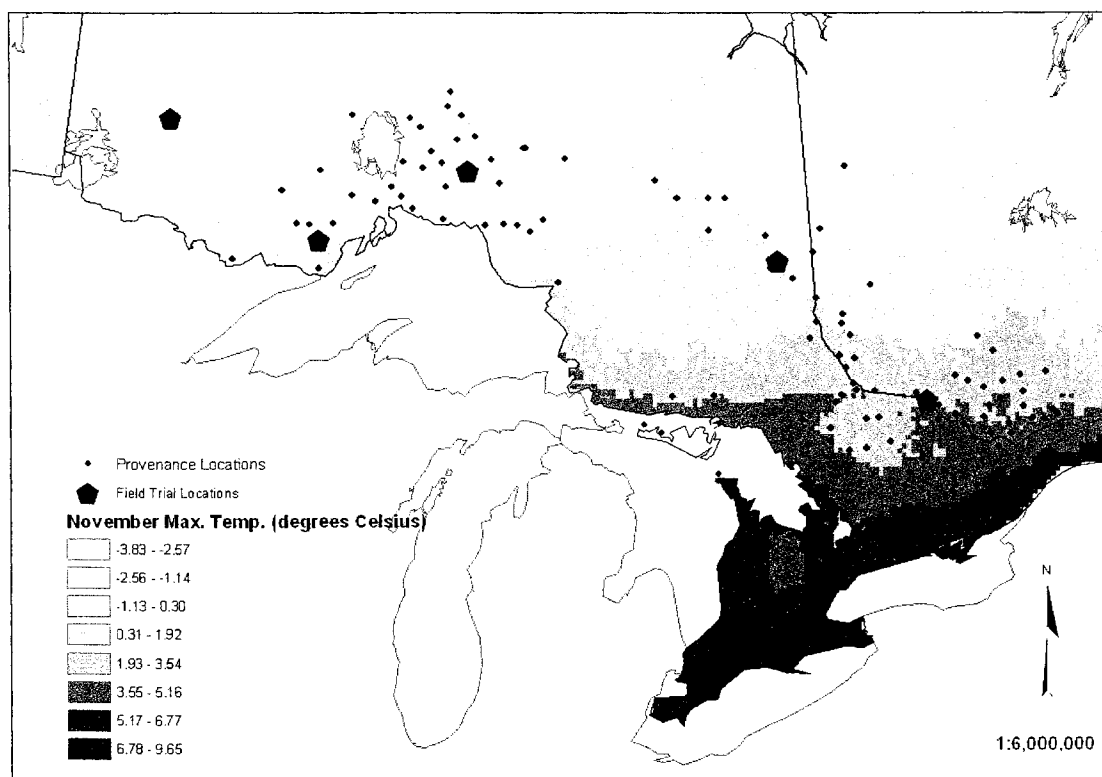 Provenance Locations
Field Trial Locations
November Max. Temp. (degrees Celsius)
-3.83 - -2.57
-2.56 - -1.14
-1.13 - 0.30
0.31 - 1.92
1.93 - 3.54
3.55 - 5.16
5.17 - 6.77
6.78 - 9.65
N
1:6,000,000